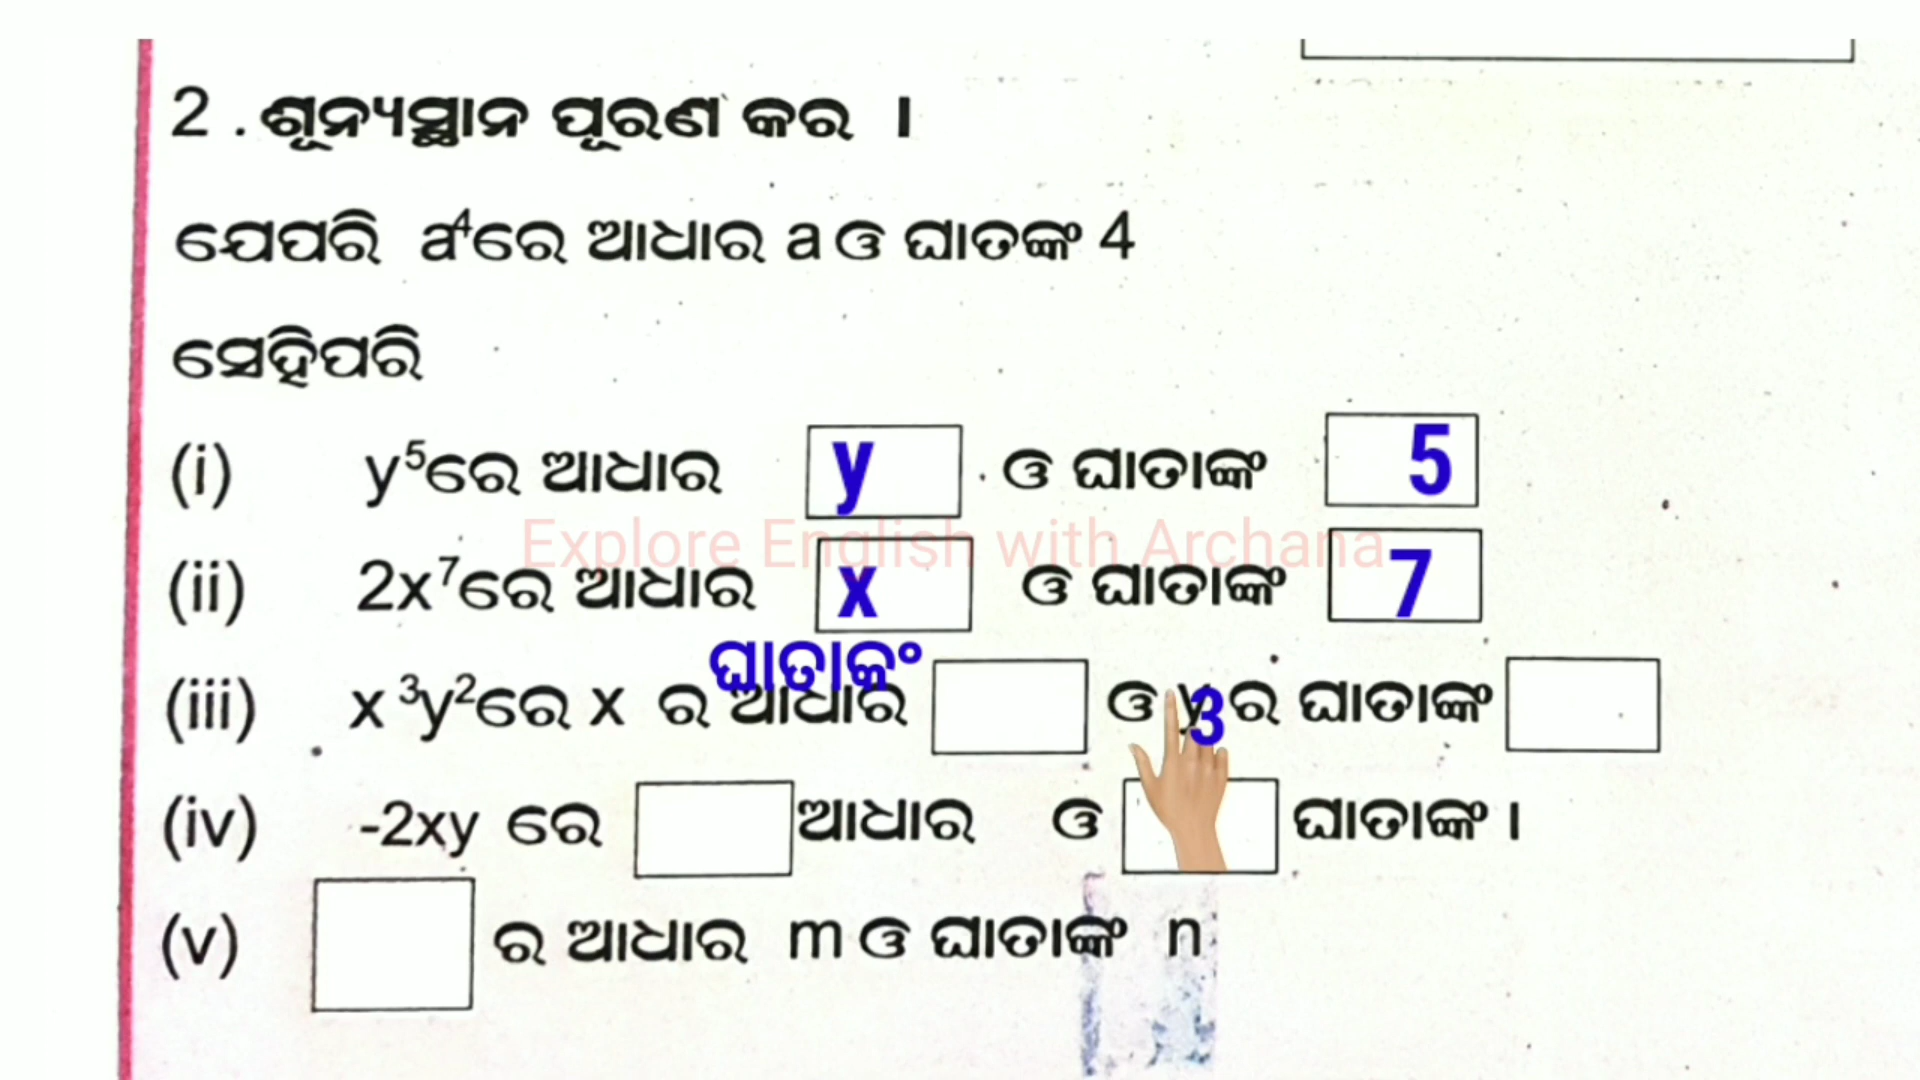 2 . ଶୂନ୍ୟସ୍ଥାନ ପୂରଣ କର ।
ଯେପରି a⁴ରେ ଆଧାର a ଓ ଘାତଙ୍କ 4
ସେହିପରି
(i) y⁵ରେ ଆଧାର y ଓ ଘାତାଙ୍କ 5
Explore English with Archana
(ii) 2x⁷ରେ ଆଧାର x ଓ ଘାତାଙ୍କ 7
ଘାତାକଂ
(iii) x ³y²ରେ x ର ଆଧାର ଓ y ର ଘାତାଙ୍କ
3
(iv) -2xy ରେ ଆଧାର ଓ ଘାତାଙ୍କ ।
(v) ର ଆଧାର m ଓ ଘାତାଙ୍କ n